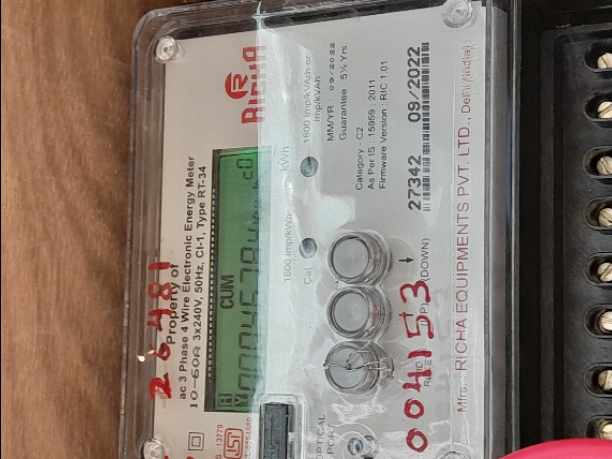 26481
Property of
ac 3 Phase 4 Wire Electronic Energy Meter
10-60A 3x240V, 50Hz, Cl-1, Type RT-34
RICHA
CUM
1600 imp/kWh
kWh
1600 imp/kVAh or
imp/kVAh
MM/YR : 09/2022
Guarantee : 5½ Yrs.
Category - C2
As Per IS : 15959 : 2011
Firmware Version : RIC 1.01
27342 09/2022
(DOWN)
004153
OPTICAL
PORT
Mfrs.: RICHA EQUIPMENTS PVT. LTD., Delhi (India)